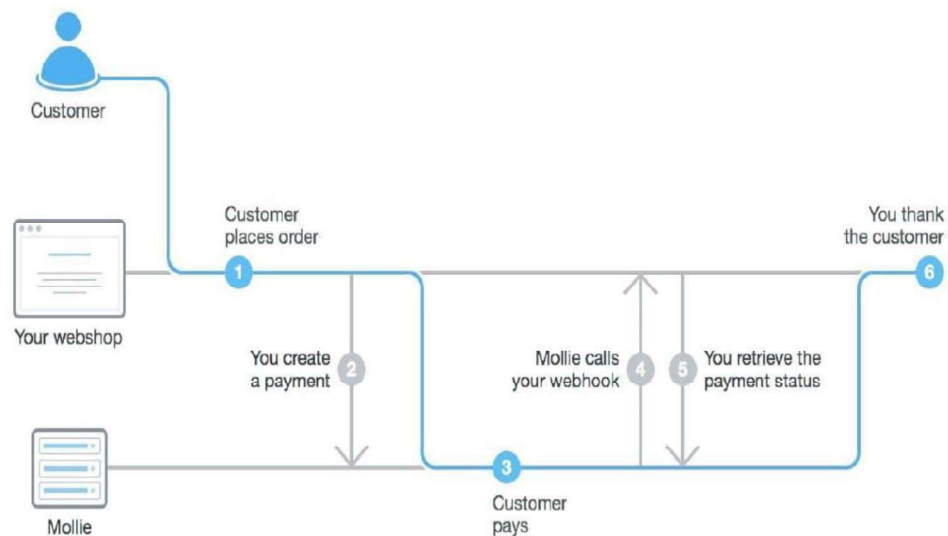 Customer
Customer
places order
You thank
the customer
1
6
Your webshop
You create
a payment
2
Mollie calls
your webhook
4
5
You retrieve the
payment status
3
Customer
pays
Mollie